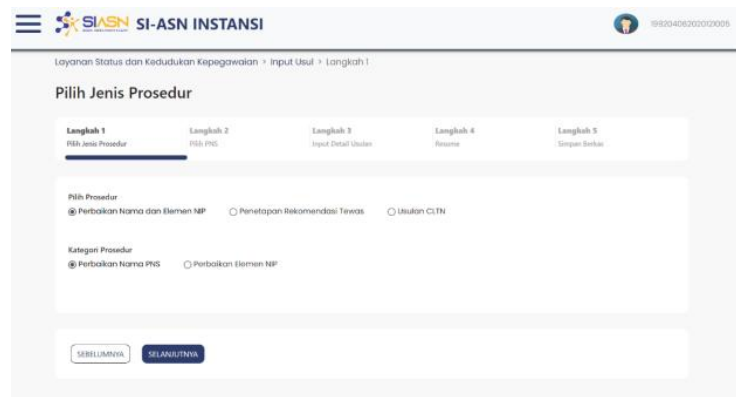 SIASN SI-ASN INSTANSI
Layanan Status dan Kedudukan Kepegawaian > Input Usul > Langkah 1
Pilih Jenis Prosedur
Langkah 1 Langkah 2 Langkah 3 Langkah 4 Langkah 5
Pilih Jenis Prosedur Pilih PNS Input Detail Usulan Resume Simpan Berkas
Pilih Prosedur
Perbaikan Nama dan Elemen NIP Penetapan Rekomendasi Tewas Usulan CLTN
Kategori Prosedur
Perbaikan Nama PNS Perbaikan Elemen NIP
SEBELUMNYA SELANJUTNYA